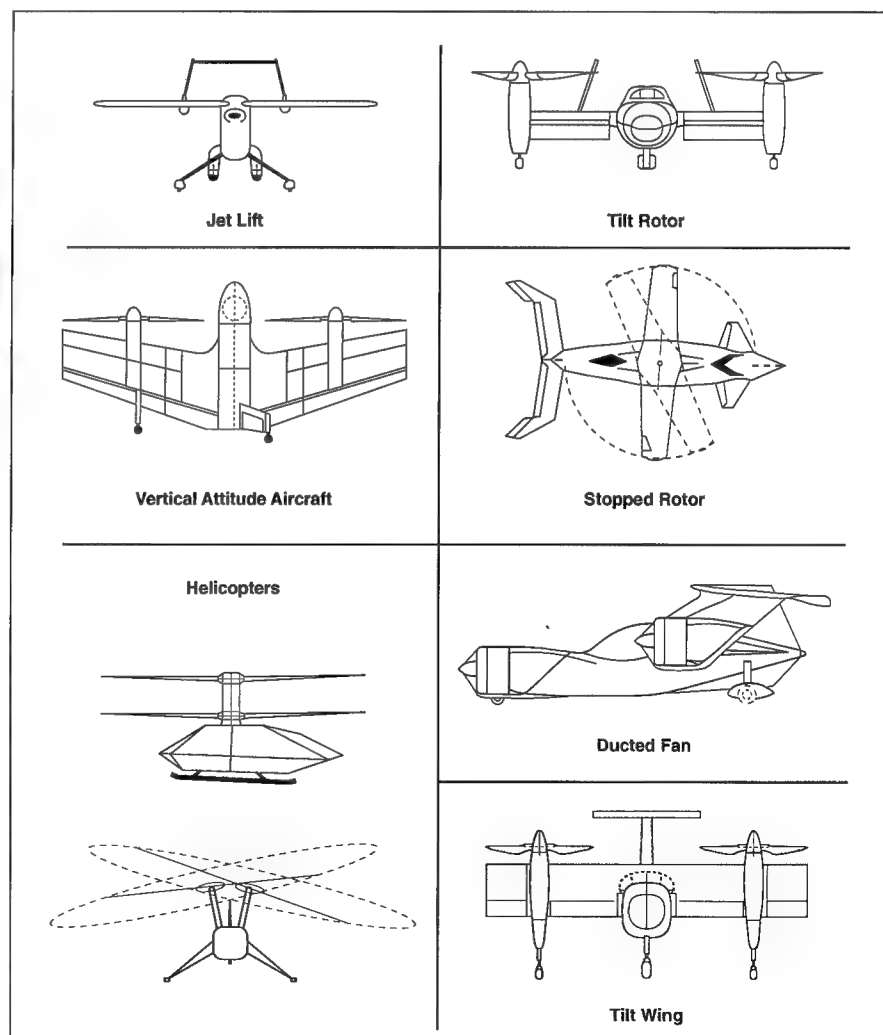 Jet Lift
Tilt Rotor
Vertical Attitude Aircraft
Stopped Rotor
Helicopters
Ducted Fan
Tilt Wing